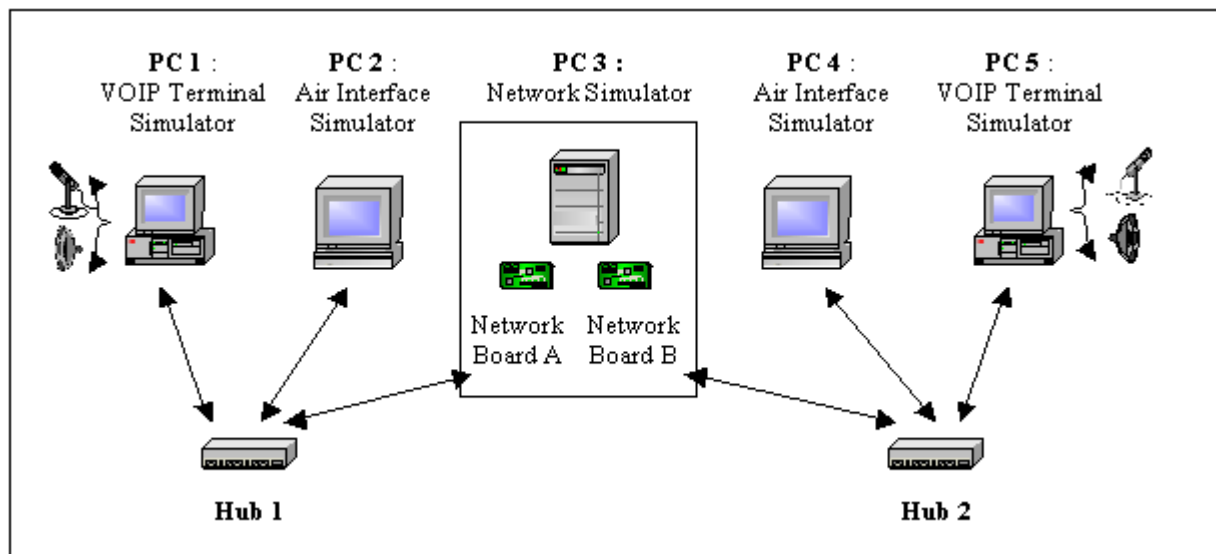 PC 1 :
VOIP Terminal
Simulator
PC 2 :
Air Interface
Simulator
PC 3 :
Network Simulator
PC 4 :
Air Interface
Simulator
PC 5 :
VOIP Terminal
Simulator
Network
Board A
Network
Board B
Hub 1
Hub 2